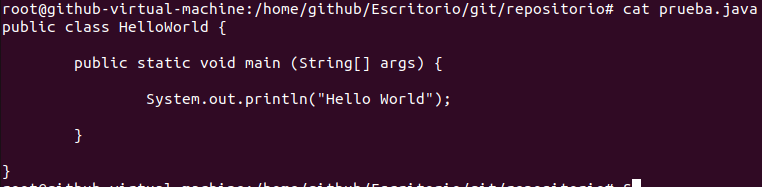 root@github-virtual-machine:/home/github/Escritorio/git/repositorio# cat prueba.java
public class HelloWorld {
public static void main (String[] args) {
System.out.println("Hello World");
}
}
root@github-virtual-machine:/home/github/Escritorio/git/repositorio#